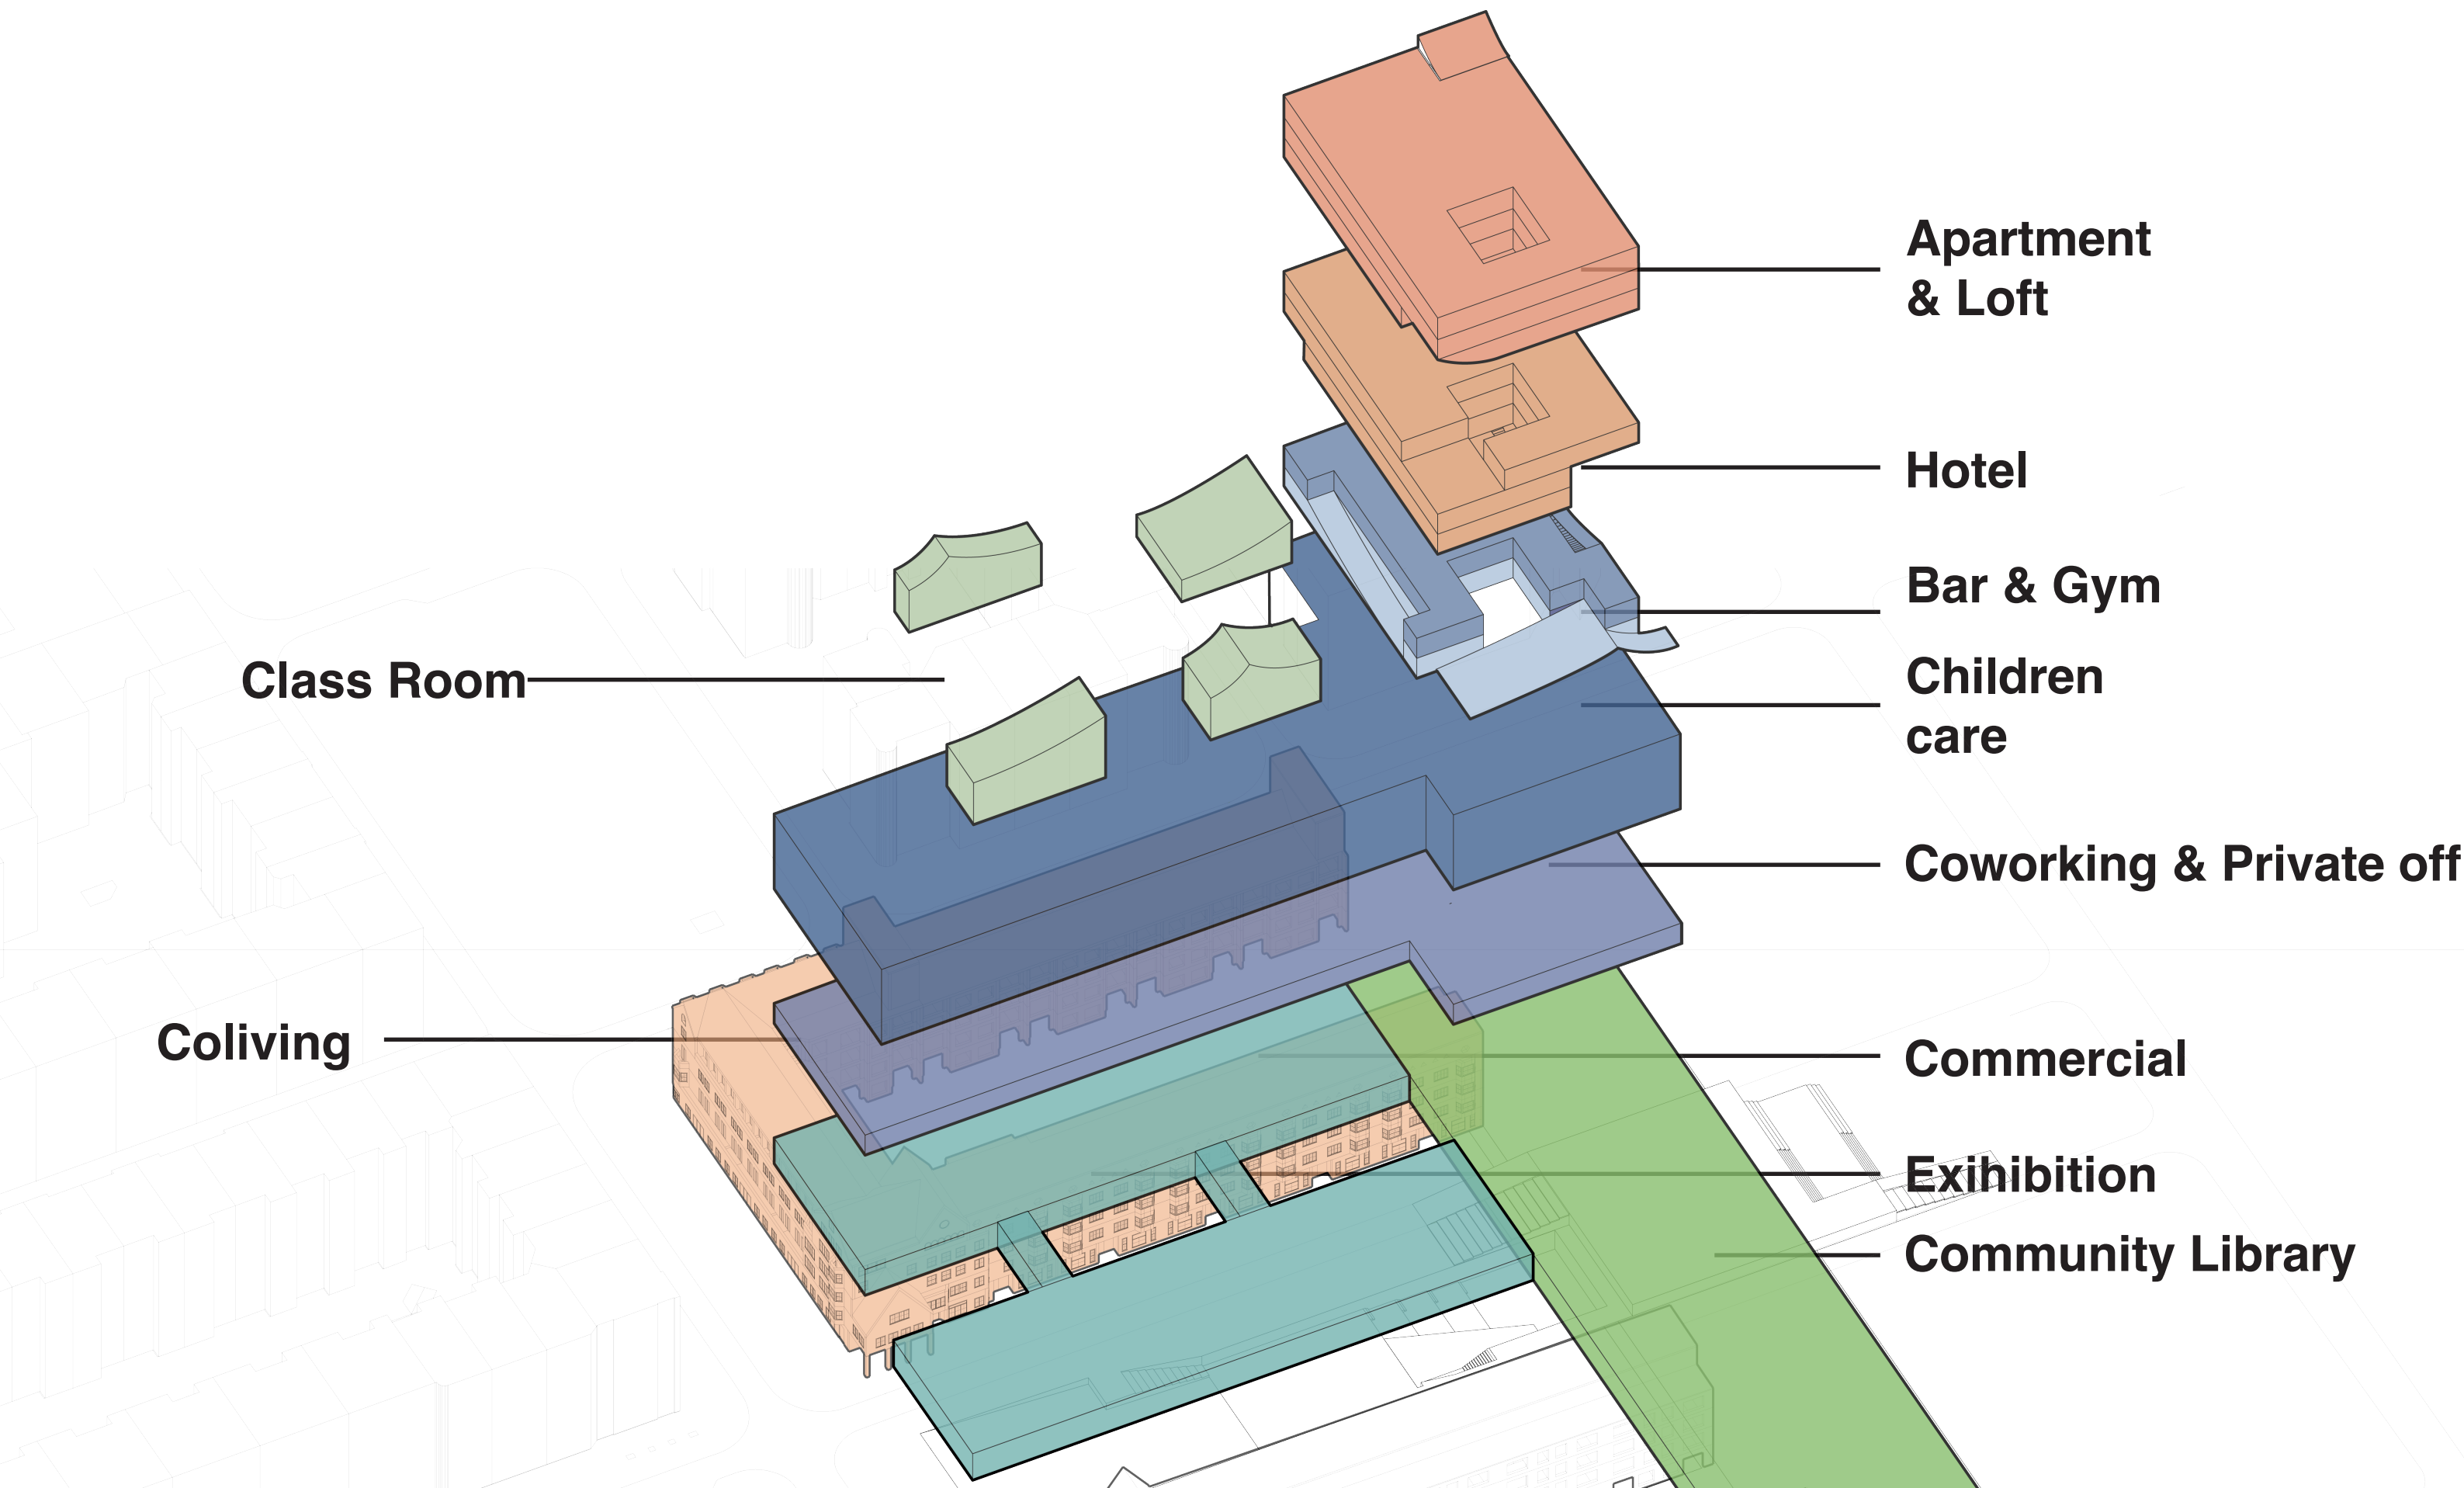 Apartment
& Loft
Hotel
Bar & Gym
Children
care
Class Room
Coworking & Private off
Coliving
Commercial
Exihibition
Community Library